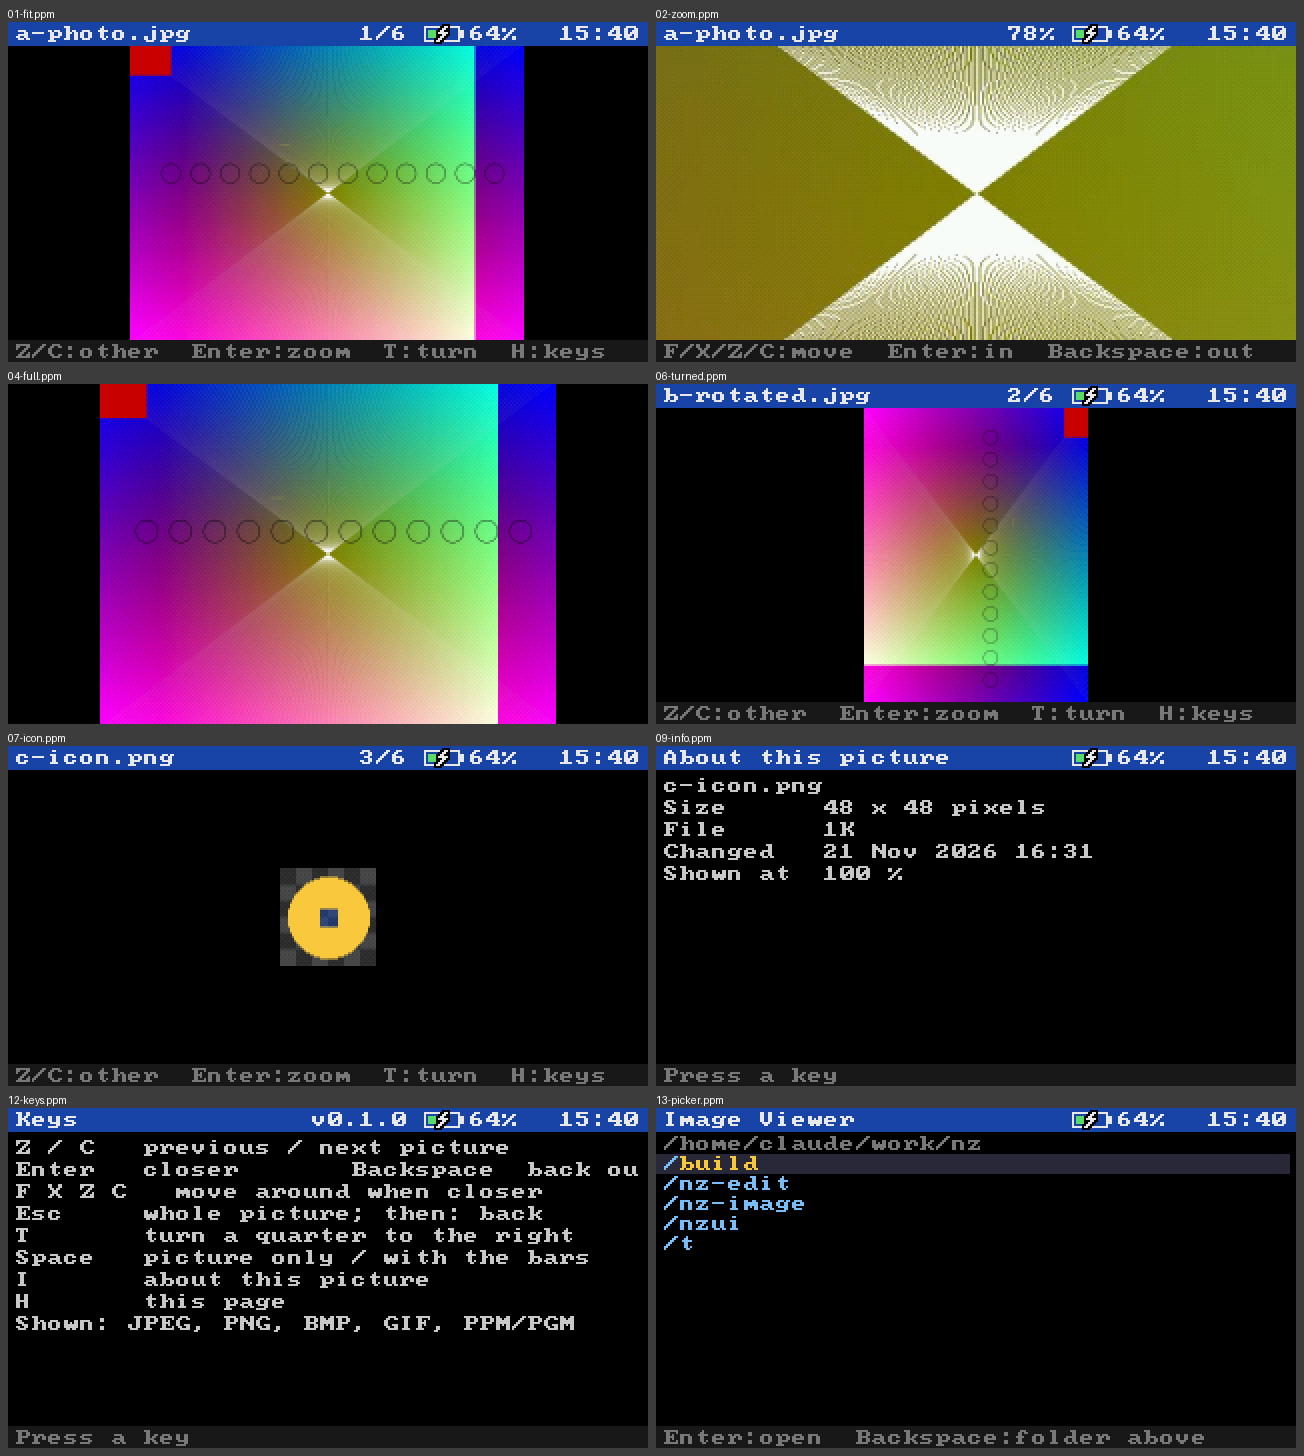 01-fit.ppm
a-photo.jpg 1/6 64% 15:40
Z/C:other Enter:zoom T:turn H:keys
02-zoom.ppm
a-photo.jpg 78% 64% 15:40
F/X/Z/C:move Enter:in Backspace:out
04-full.ppm
06-turned.ppm
b-rotated.jpg 2/6 64% 15:40
Z/C:other Enter:zoom T:turn H:keys
07-icon.ppm
c-icon.png 3/6 64% 15:40
Z/C:other Enter:zoom T:turn H:keys
09-info.ppm
About this picture 64% 15:40
c-icon.png
Size 48 x 48 pixels
File 1K
Changed 21 Nov 2026 16:31
Shown at 100 %
Press a key
12-keys.ppm
Keys v0.1.0 64% 15:40
Z / C previous / next picture
Enter closer Backspace back ou
F X Z C move around when closer
Esc whole picture; then: back
T turn a quarter to the right
Space picture only / with the bars
I about this picture
H this page
Shown: JPEG, PNG, BMP, GIF, PPM/PGM
Press a key
13-picker.ppm
Image Viewer 64% 15:40
/home/claude/work/nz
/build
/nz-edit
/nz-image
/nzui
/t
Enter:open Backspace:folder above